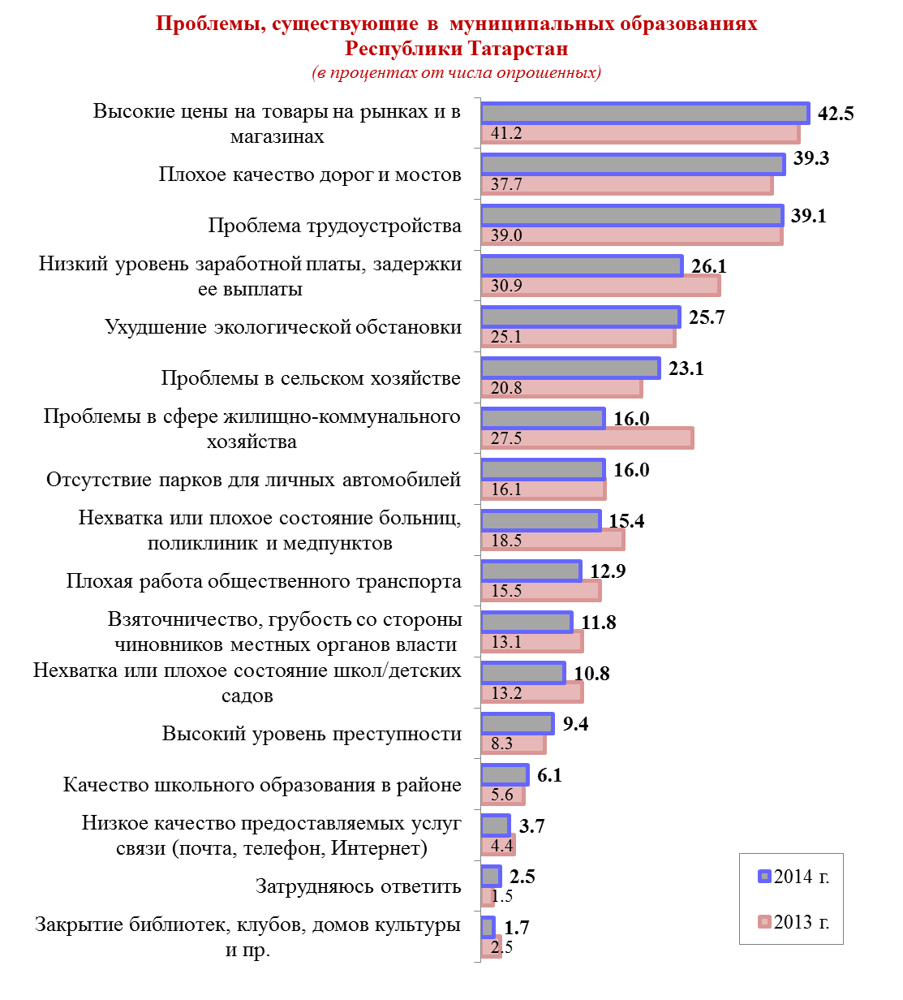 Проблемы, существующие в муниципальных образованиях
Республики Татарстан
(в процентах от числа опрошенных)
Высокие цены на товары на рынках и в
магазинах
42.5
41.2
Плохое качество дорог и мостов
39.3
37.7
Проблема трудоустройства
39.1
39.0
Низкий уровень заработной платы, задержки
ее выплаты
26.1
30.9
Ухудшение экологической обстановки
25.7
25.1
Проблемы в сельском хозяйстве
23.1
20.8
Проблемы в сфере жилищно-коммунального
хозяйства
16.0
27.5
Отсутствие парков для личных автомобилей
16.0
16.1
Нехватка или плохое состояние больниц,
поликлиник и медпунктов
15.4
18.5
Плохая работа общественного транспорта
12.9
15.5
Взяточничество, грубость со стороны
чиновников местных органов власти
11.8
13.1
Нехватка или плохое состояние школ/детских
садов
10.8
13.2
Высокий уровень преступности
9.4
8.3
Качество школьного образования в районе
6.1
5.6
Низкое качество предоставляемых услуг
связи (почта, телефон, Интернет)
3.7
4.4
Затрудняюсь ответить
2.5
1.5
Закрытие библиотек, клубов, домов культуры
и пр.
1.7
2.5
2014 г.
2013 г.